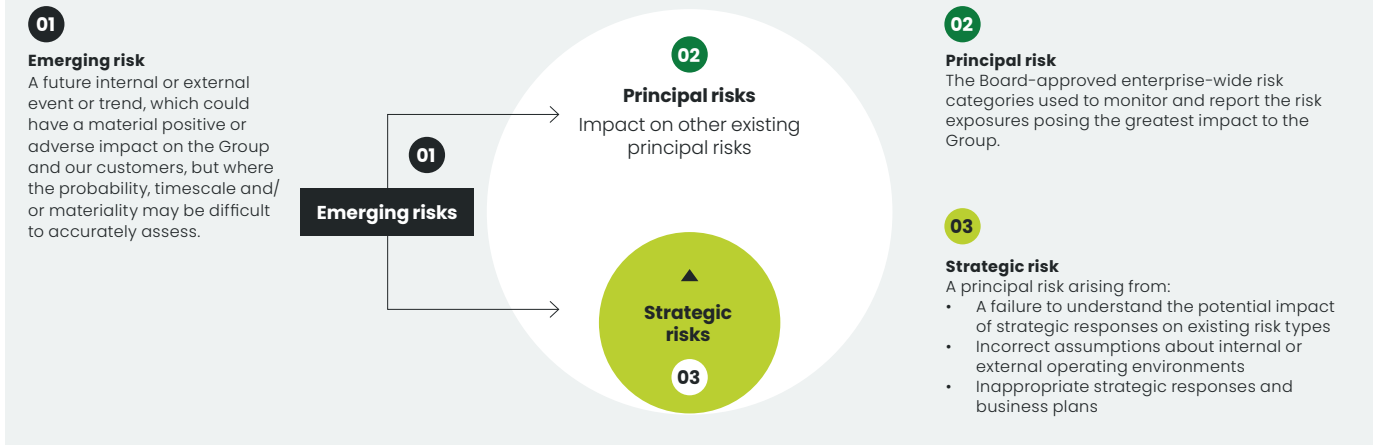 01
Emerging risk
A future internal or external
event or trend, which could
have a material positive or
adverse impact on the Group
and our customers, but where
the probability, timescale and/
or materiality may be difficult
to accurately assess.
01
Emerging risks
02
Principal risks
Impact on other existing
principal risks
Strategic
risks
03
02
Principal risk
The Board-approved enterprise-wide risk
categories used to monitor and report the risk
exposures posing the greatest impact to the
Group.
03
Strategic risk
A principal risk arising from:
• A failure to understand the potential impact
of strategic responses on existing risk types
• Incorrect assumptions about internal or
external operating environments
• Inappropriate strategic responses and
business plans